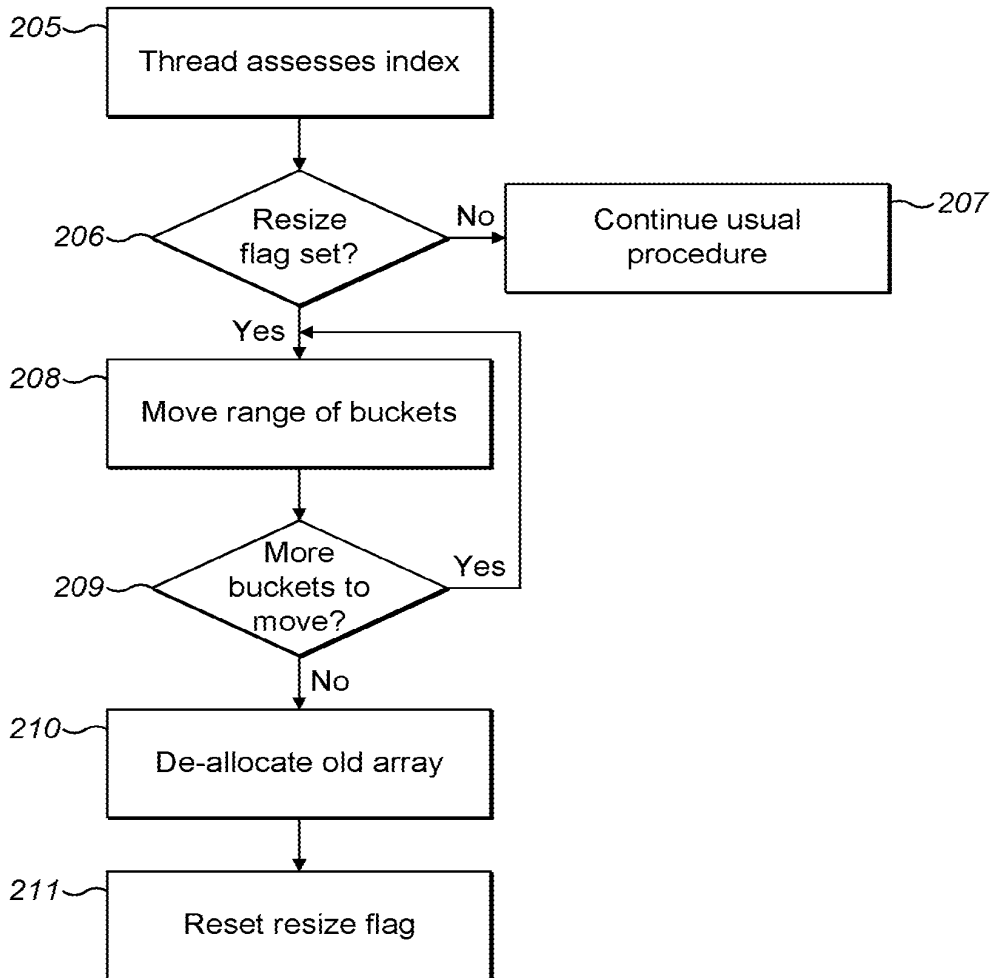 205
Thread assesses index
206
Resize
flag set?
No
Continue usual
procedure
207
Yes
208
Move range of buckets
209
More
buckets to
move?
Yes
No
210
De-allocate old array
211
Reset resize flag